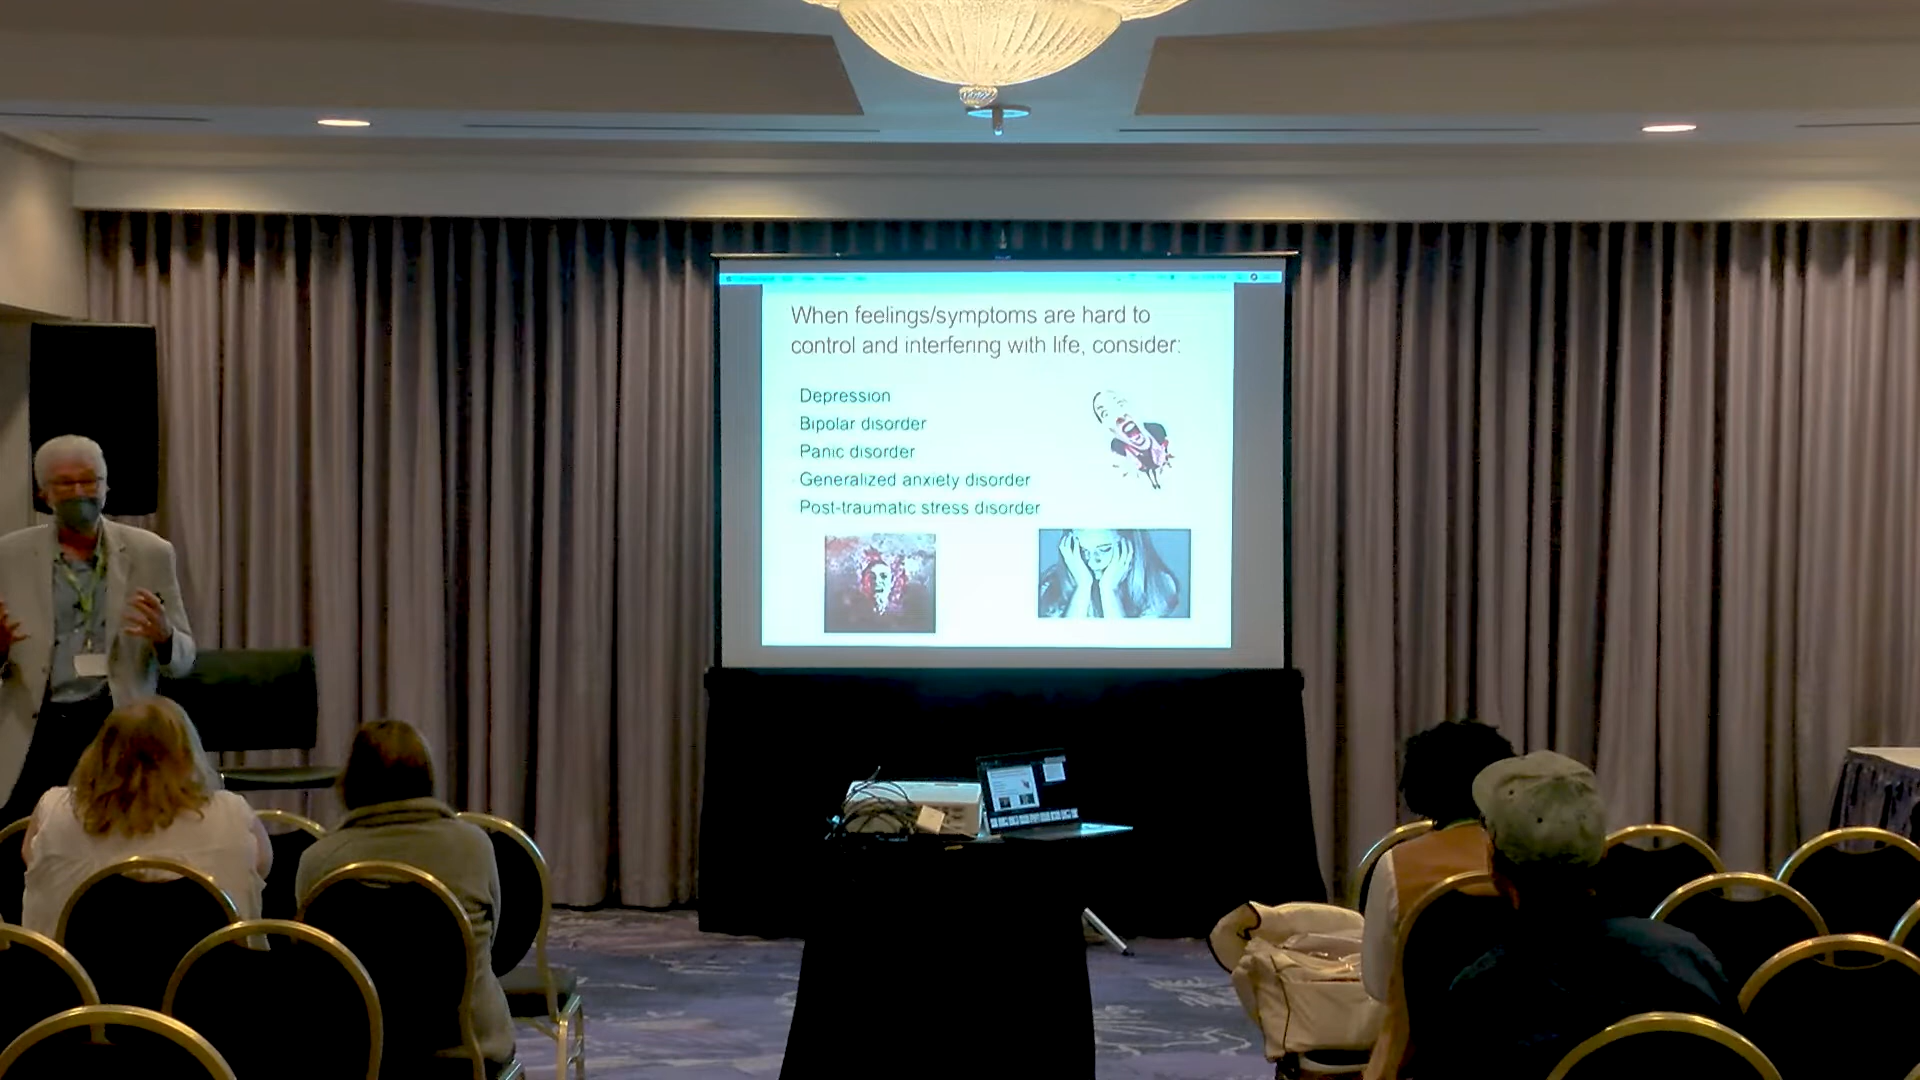 When feelings/symptoms are hard to
control and interfering with life, consider:
Depression
Bipolar disorder
Panic disorder
Generalized anxiety disorder
Post-traumatic stress disorder